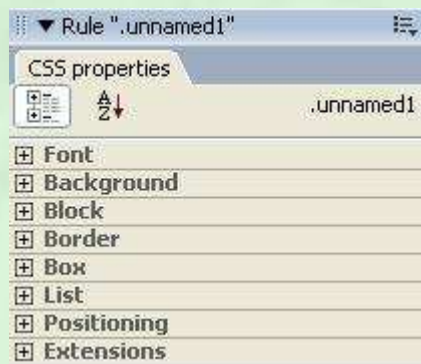 Rule ".unnamed1"
CSS properties
A Z .unnamed1
Font
Background
Block
Border
Box
List
Positioning
Extensions